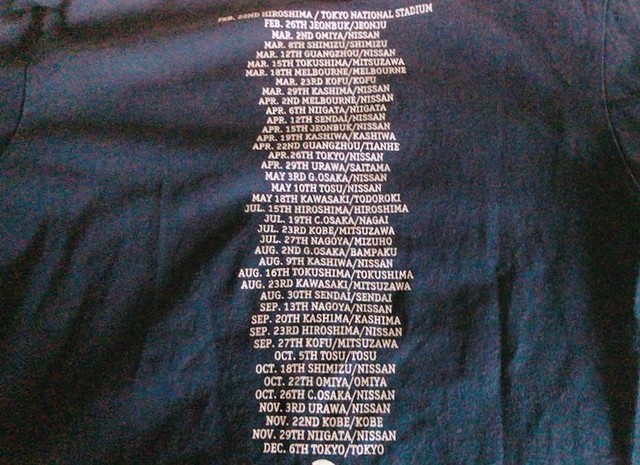 FEB. 22ND HIROSHIMA / TOKYO NATIONAL STADIUM
FEB. 26TH JEONBUK/JEONJU
MAR. 2ND OMIYA/NISSAN
MAR. 8TH SHIMIZU/SHIMIZU
MAR. 12TH GUANGZHOU/NISSAN
MAR. 15TH TOKUSHIMA/MITSUZAWA
MAR. 18TH MELBOURNE/MELBOURNE
MAR. 23RD KOFU/KOFU
MAR. 29TH KASHIMA/NISSAN
APR. 2ND MELBOURNE/NISSAN
APR. 6TH NIIGATA/NIIGATA
APR. 12TH SENDAI/NISSAN
APR. 15TH JEONBUK/NISSAN
APR. 19TH KASHIWA/KASHIWA
APR. 22ND GUANGZHOU/TIANHE
APR.26TH TOKYO/NISSAN
APR. 29TH URAWA/SAITAMA
MAY 3RD G.OSAKA/NISSAN
MAY 10TH TOSU/NISSAN
MAY 18TH KAWASAKI/TODOROKI
JUL. 15TH HIROSHIMA/HIROSHIMA
JUL. 19TH C.OSAKA/NAGAI
JUL. 23RD KOBE/MITSUZAWA
JUL. 27TH NAGOYA/MIZUHO
AUG. 2ND G.OSAKA/BAMPAKU
AUG. 9TH KASHIWA/NISSAN
AUG. 16TH TOKUSHIMA/TOKUSHIMA
AUG. 23RD KAWASAKI/MITSUZAWA
AUG. 30TH SENDAI/SENDAI
SEP. 13TH NAGOYA/NISSAN
SEP. 20TH KASHIMA/KASHIMA
SEP. 23RD HIROSHIMA/NISSAN
SEP. 27TH KOFU/MITSUZAWA
OCT. 5TH TOSU/TOSU
OCT. 18TH SHIMIZU/NISSAN
OCT. 22TH OMIYA/OMIYA
OCT. 26TH C.OSAKA/NISSAN
NOV. 3RD URAWA/NISSAN
NOV. 22ND KOBE/KOBE
NOV. 29TH NIIGATA/NISSAN
DEC. 6TH TOKYO/TOKYO